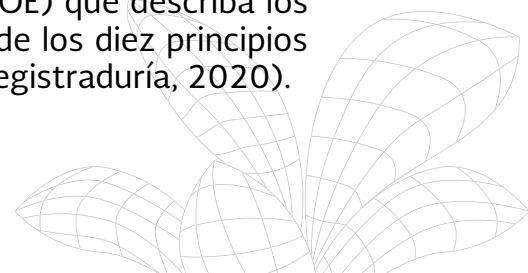 OE) que describa los
de los diez principios
egistraduría, 2020).